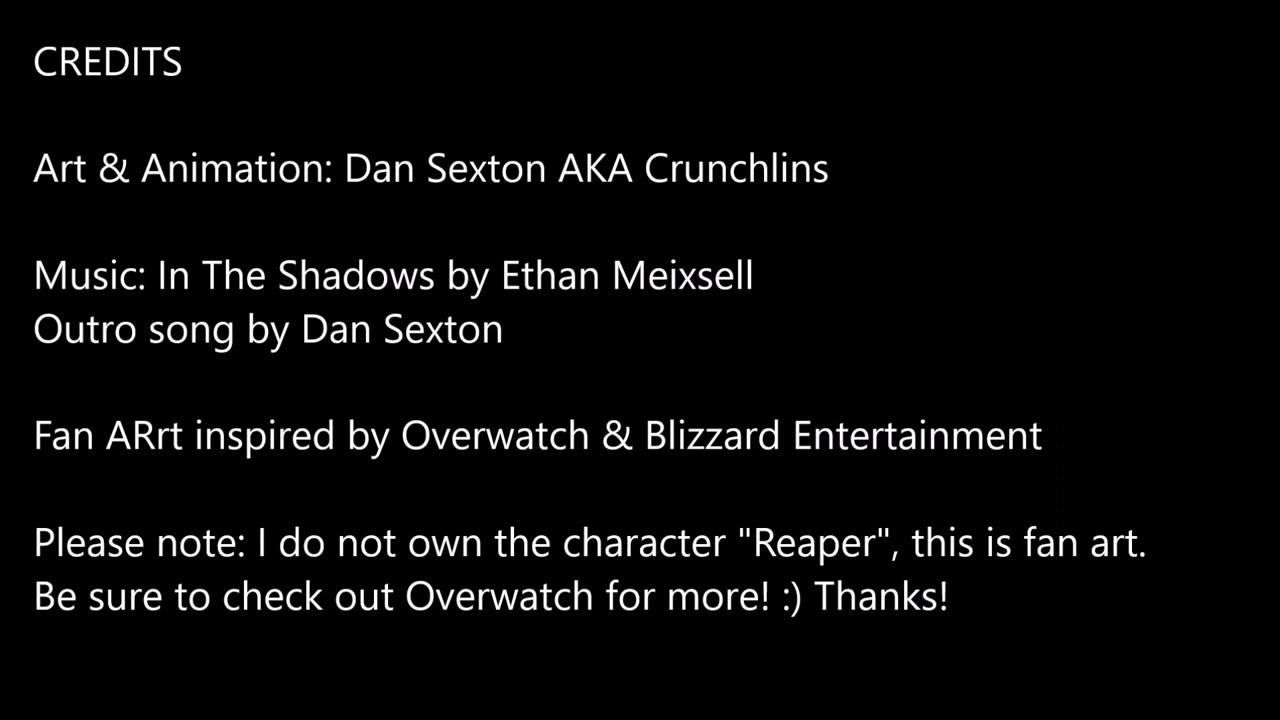 CREDITS
Art & Animation: Dan Sexton AKA Crunchlins
Music: In The Shadows by Ethan Meixsell
Outro song by Dan Sexton
Fan ARrt inspired by Overwatch & Blizzard Entertainment
Please note: I do not own the character "Reaper", this is fan art.
Be sure to check out Overwatch for more! :) Thanks!